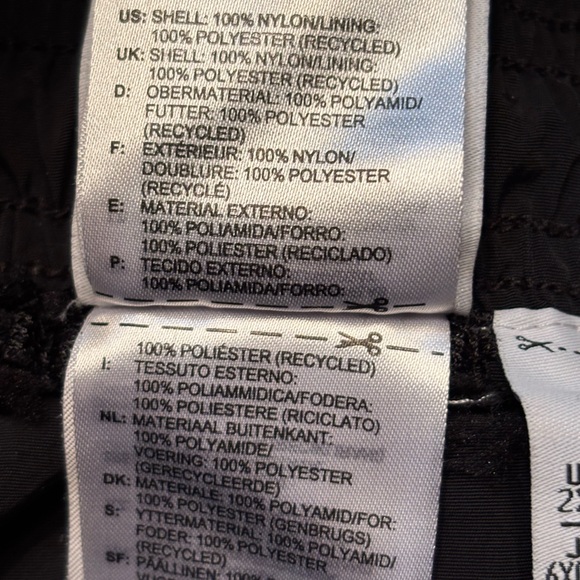 US: SHELL: 100% NYLON/LINING:
100% POLYESTER (RECYCLED)
UK: SHELL: 100% NYLON/LINING:
100% POLYESTER (RECYCLED)
D: OBERMATERIAL: 100% POLYAMID/
FUTTER: 100% POLYESTER
(RECYCLED)
F: EXTÉRIEUR: 100% NYLON/
DOUBLURE: 100% POLYESTER
(RECYCLÉ)
E: MATERIAL EXTERNO:
100% POLIAMIDA/FORRO:
100% POLIESTER (RECICLADO)
P: TECIDO EXTERNO:
100% POLIAMIDA/FORRO:
100% POLIÉSTER (RECYCLED)
I: TESSUTO ESTERNO:
100% POLIAMMIDICA/FODERA:
100% POLIESTERE (RICICLATO)
NL: MATERIAAL BUITENKANT:
100% POLYAMIDE/
VOERING: 100% POLYESTER
(GERECYCLEERDE)
DK: MATERIALE: 100% POLYAMID/FOR:
100% POLYESTER (GENBRUGS)
S: YTTERMATERIAL: 100% POLYAMID/
FODER: 100% POLYESTER
(RECYCLED)
SF: PÄÄLLINEN: 100%